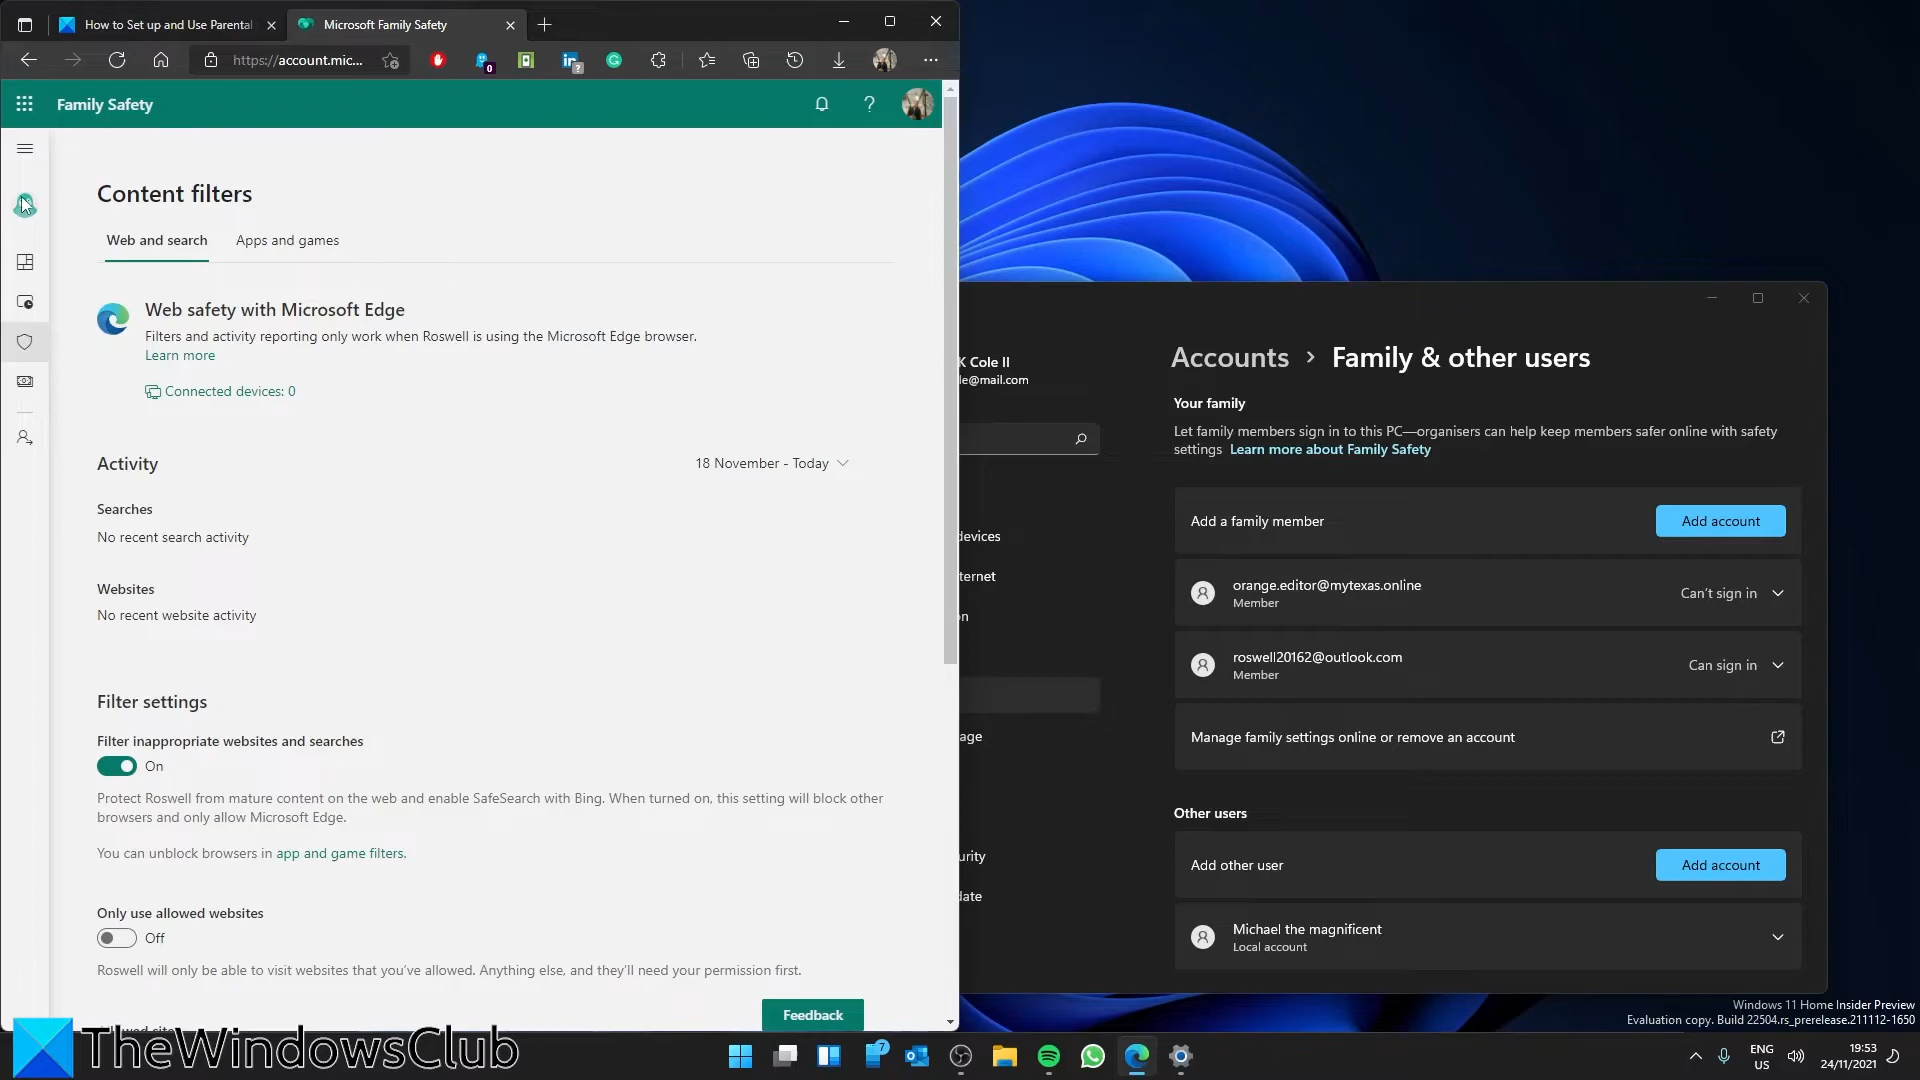 How to Set up and Use Parental
Microsoft Family Safety
https://account.mic...
0
?
Family Safety
?
Content filters
Web and search
Apps and games
Web safety with Microsoft Edge
Filters and activity reporting only work when Roswell is using the Microsoft Edge browser.
Learn more
Connected devices: 0
Activity
18 November - Today
Searches
No recent search activity
Websites
No recent website activity
Filter settings
Filter inappropriate websites and searches
On
Protect Roswell from mature content on the web and enable SafeSearch with Bing. When turned on, this setting will block other
browsers and only allow Microsoft Edge.
You can unblock browsers in app and game filters.
Only use allowed websites
Off
Roswell will only be able to visit websites that you've allowed. Anything else, and they'll need your permission first.
Feedback
TheWindowsClub
K Cole II
le@mail.com
devices
ternet
on
age
urity
date
Accounts > Family & other users
Your family
Let family members sign in to this PC—organisers can help keep members safer online with safety
settings Learn more about Family Safety
Add a family member
Add account
orange.editor@mytexas.online
Member
Can't sign in
roswell20162@outlook.com
Member
Can sign in
Manage family settings online or remove an account
Other users
Add other user
Add account
Michael the magnificent
Local account
Windows 11 Home Insider Preview
Evaluation copy. Build 22504.rs_prerelease.211112-1650
7
ENG
US
19:53
24/11/2021